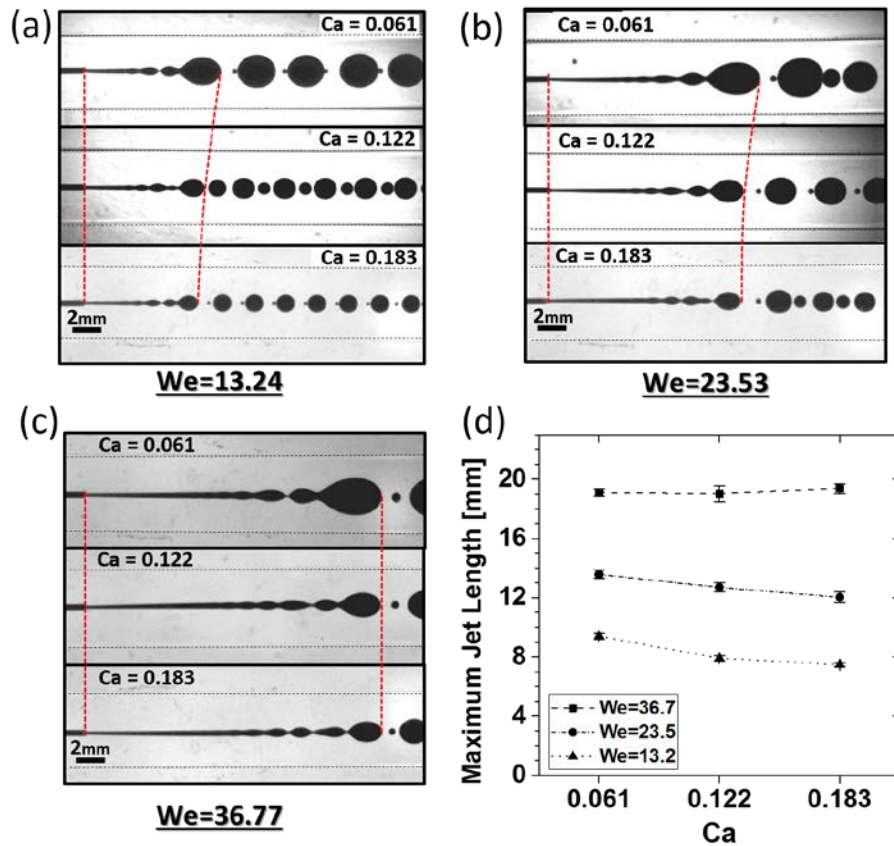 (a)
Ca = 0.061
Ca = 0.122
Ca = 0.183
2mm
We=13.24
(b)
Ca = 0.061
Ca = 0.122
Ca = 0.183
2mm
We=23.53
(c)
Ca = 0.061
Ca = 0.122
Ca = 0.183
2mm
We=36.77
(d)
Maximum Jet Length [mm]
20
16
12
8
4
0
We=36.7
We=23.5
We=13.2
0.061 0.122 0.183
Ca